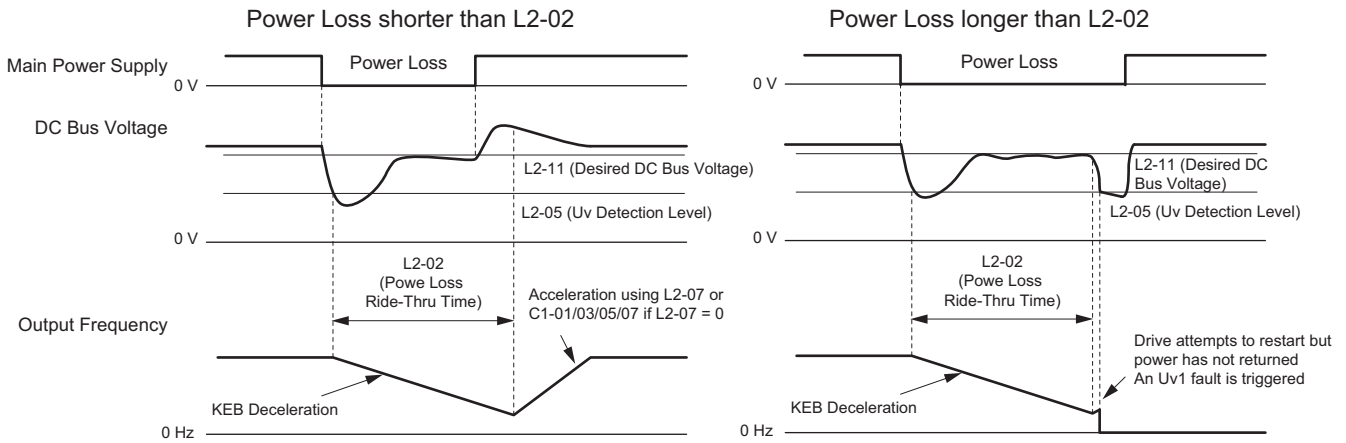 Power Loss shorter than L2-02
Main Power Supply
Power Loss
0 V
DC Bus Voltage
L2-11 (Desired DC Bus Voltage)
L2-05 (Uv Detection Level)
0 V
L2-02
(Powe Loss
Ride-Thru Time)
Acceleration using L2-07 or
C1-01/03/05/07 if L2-07 = 0
Output Frequency
KEB Deceleration
0 Hz
Power Loss longer than L2-02
Power Loss
0 V
L2-11 (Desired DC
Bus Voltage)
L2-05 (Uv Detection Level)
0 V
L2-02
(Powe Loss
Ride-Thru Time)
Drive attempts to restart but
power has not returned
An Uv1 fault is triggered
KEB Deceleration
0 Hz